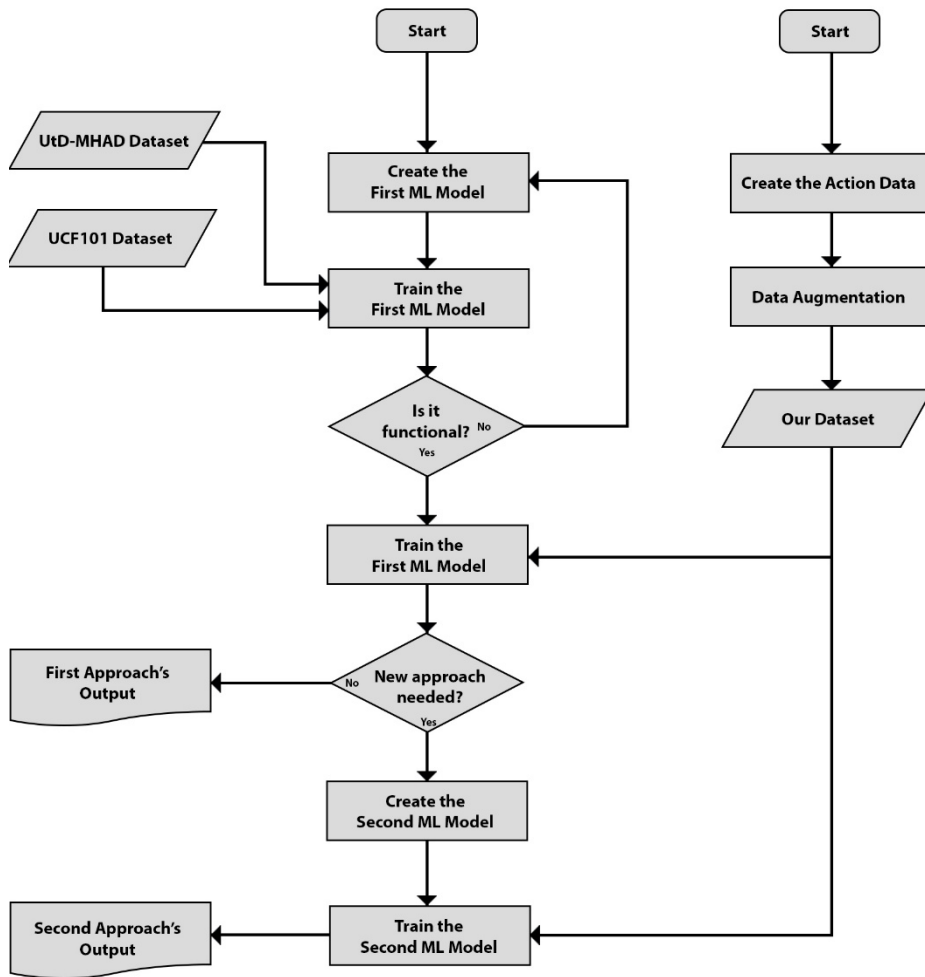 Start
Start
UtD-MHAD Dataset
Create the
First ML Model
Create the Action Data
UCF101 Dataset
Train the
First ML Model
Data Augmentation
Is it
functional?
No
Yes
Our Dataset
Train the
First ML Model
First Approach's
Output
No
New approach
needed?
Yes
Create the
Second ML Model
Second Approach's
Output
Train the
Second ML Model